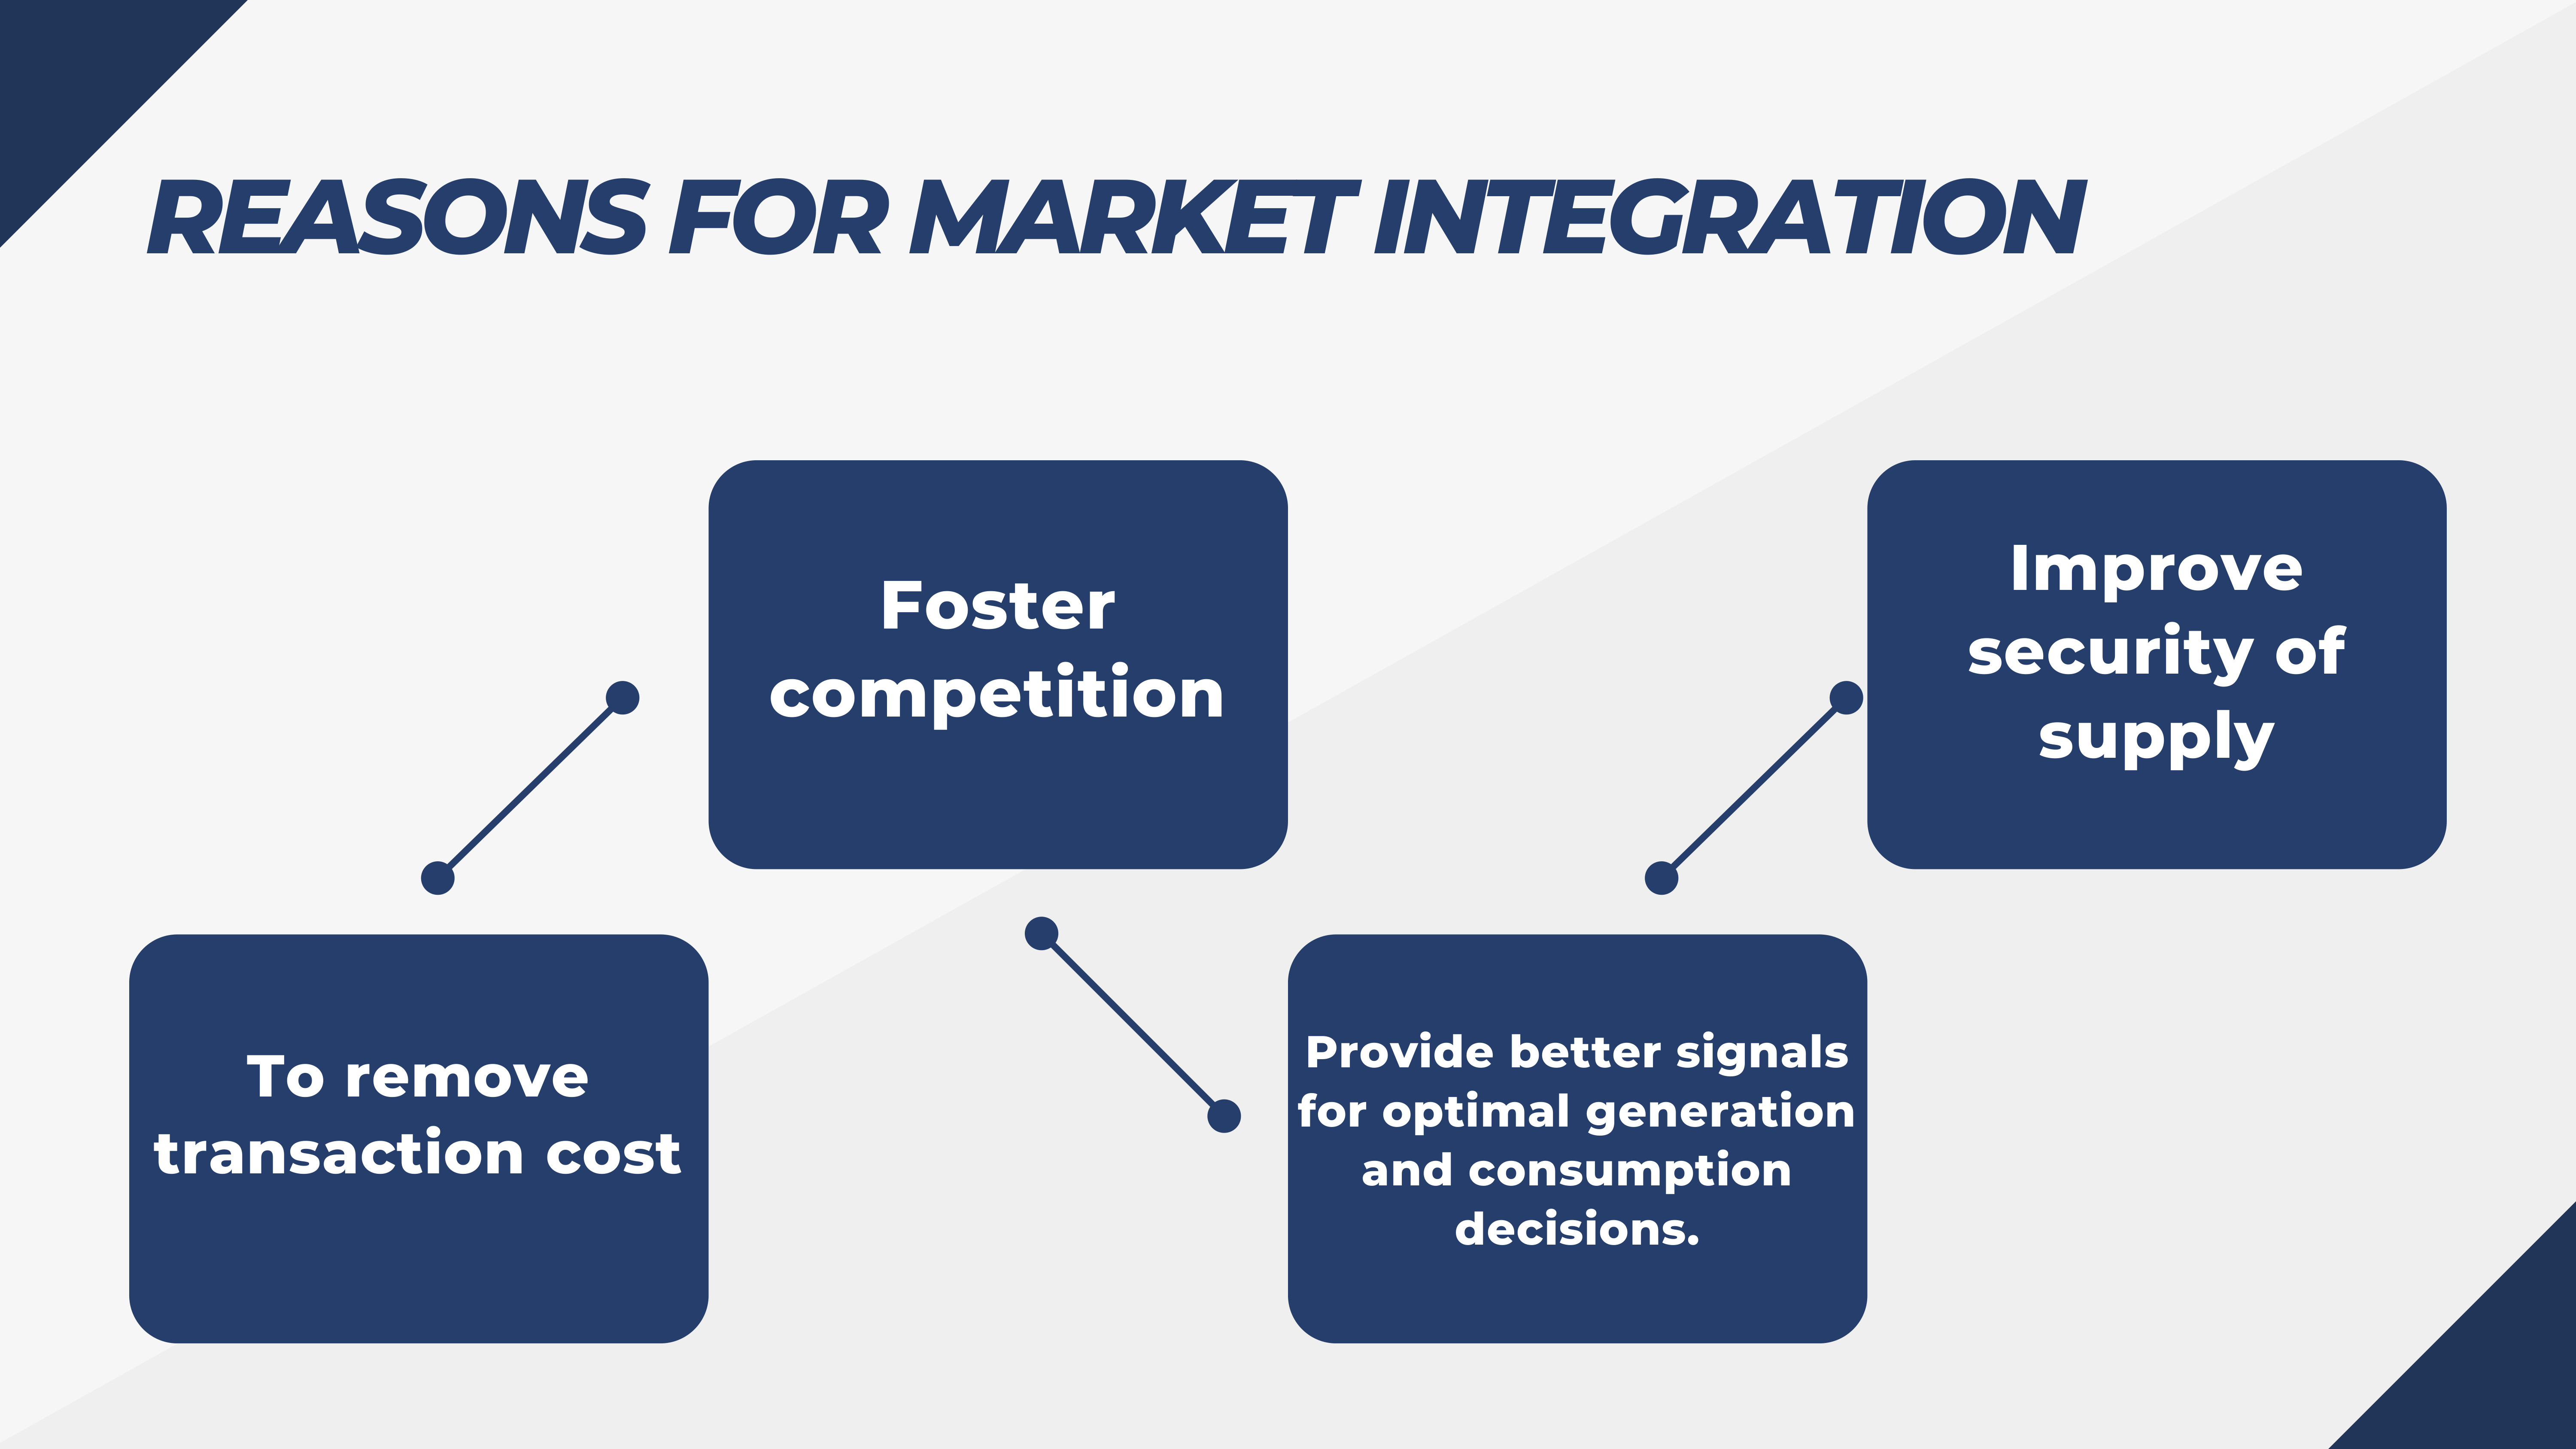 REASONS FOR MARKET INTEGRATION
To remove
transaction cost
Foster
competition
Provide better signals
for optimal generation
and consumption
decisions.
Improve
security of
supply